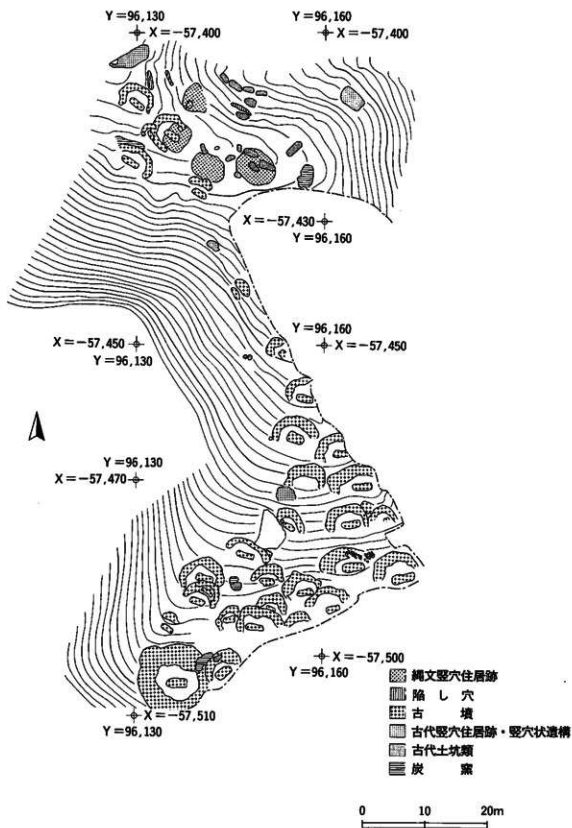 Y=96,130
X=-57,400
Y=96,160
X=-57,400
X=-57,430
Y=96,160
X=-57,450
Y=96,130
Y=96,160
X=-57,450
Y=96,130
X=-57,470
X=-57,500
Y=96,160
X=-57,510
Y=96,130
縄文竪穴住居跡
陥し穴
古墳
古代竪穴住居跡・竪穴状遺構
古代土坑類
炭窯
0 10 20m